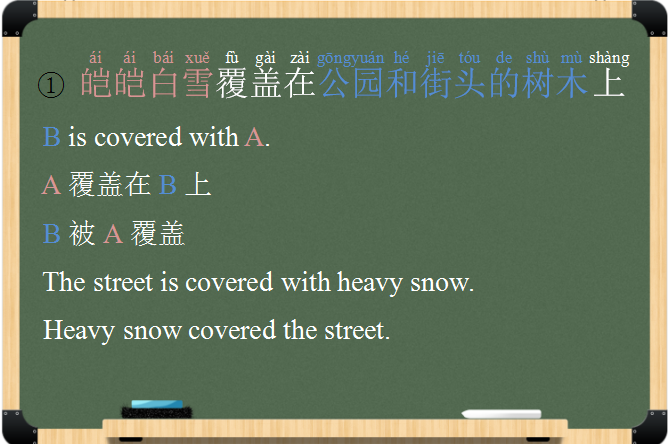 ái ái bái xuě fù gài zài gōngyuán hé jiē tóu de shù mù shàng
① 皑皑白雪覆盖在公园和街头的树木上
B is covered with A.
A 覆盖在 B 上
B 被 A 覆盖
The street is covered with heavy snow.
Heavy snow covered the street.